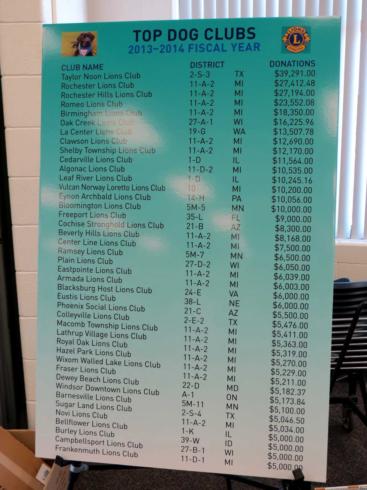 TOP DOG CLUBS
2013–2014 FISCAL YEAR
LIONS
L
CLUB NAME DISTRICT DONATIONS
Taylor Noon Lions Club 2-S-3 TX $39,291.00
Rochester Lions Club 11-A-2 MI $27,412.48
Rochester Hills Lions Club 11-A-2 MI $27,194.00
Romeo Lions Club 11-A-2 MI $23,552.08
Birmingham Lions Club 11-A-2 MI $18,350.00
Oak Creek Lions Club 27-A-1 WI $16,225.96
La Center Lions Club 19-G WA $13,507.78
Clawson Lions Club 11-A-2 MI $12,690.00
Shelby Township Lions Club 11-A-2 MI $12,170.00
Cedarville Lions Club 1-D IL $11,564.00
Algonac Lions Club 11-D-2 MI $10,535.00
Leaf River Lions Club 1-D IL $10,245.16
Vulcan Norway Loretto Lions Club 10 MI $10,200.00
Eynon Archbald Lions Club 14-H PA $10,056.00
Bloomington Lions Club 5M-5 MN $10,000.00
Freeport Lions Club 35-L FL $9,000.00
Cochise Stronghold Lions Club 21-B AZ $8,300.00
Beverly Hills Lions Club 11-A-2 MI $8,168.00
Center Line Lions Club 11-A-2 MI $7,500.00
Ramsey Lions Club 5M-7 MN $6,500.00
Plain Lions Club 27-D-2 WI $6,050.00
Eastpointe Lions Club 11-A-2 MI $6,039.00
Armada Lions Club 11-A-2 MI $6,003.00
Blacksburg Host Lions Club 24-E VA $6,000.00
Eustis Lions Club 38-L NE $6,000.00
Phoenix Social Lions Club 21-C AZ $5,500.00
Colleyville Lions Club 2-E-2 TX $5,476.00
Macomb Township Lions Club 11-A-2 MI $5,411.00
Lathrup Village Lions Club 11-A-2 MI $5,363.00
Royal Oak Lions Club 11-A-2 MI $5,319.00
Hazel Park Lions Club 11-A-2 MI $5,270.00
Wixom Walled Lake Lions Club 11-A-2 MI $5,229.00
Fraser Lions Club 11-A-2 MI $5,211.00
Dewey Beach Lions Club 22-D MD $5,182.37
Windsor Downtown Lions Club A-1 ON $5,173.84
Barnesville Lions Club 5M-11 MN $5,100.00
Sugar Land Lions Club 2-S-4 TX $5,046.50
Novi Lions Club 11-A-2 MI $5,034.00
Bellflower Lions Club 1-K IL $5,000.00
Burley Lions Club 39-W ID $5,000.00
Campbellsport Lions Club 27-B-1 WI $5,000.00
Frankenmuth Lions Club 11-D-1 MI $5,000.00